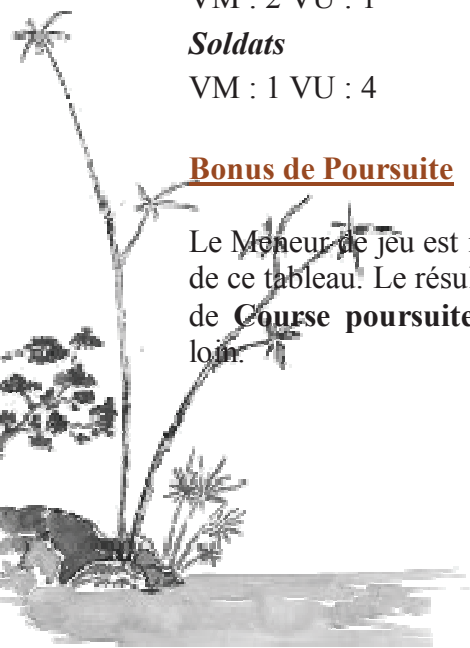 VM : 2 VU : 1
Soldats
VM : 1 VU : 4
Bonus de Poursuite
Le Meneur de jeu est
de ce tableau. Le résul
de Course poursuite
loin.